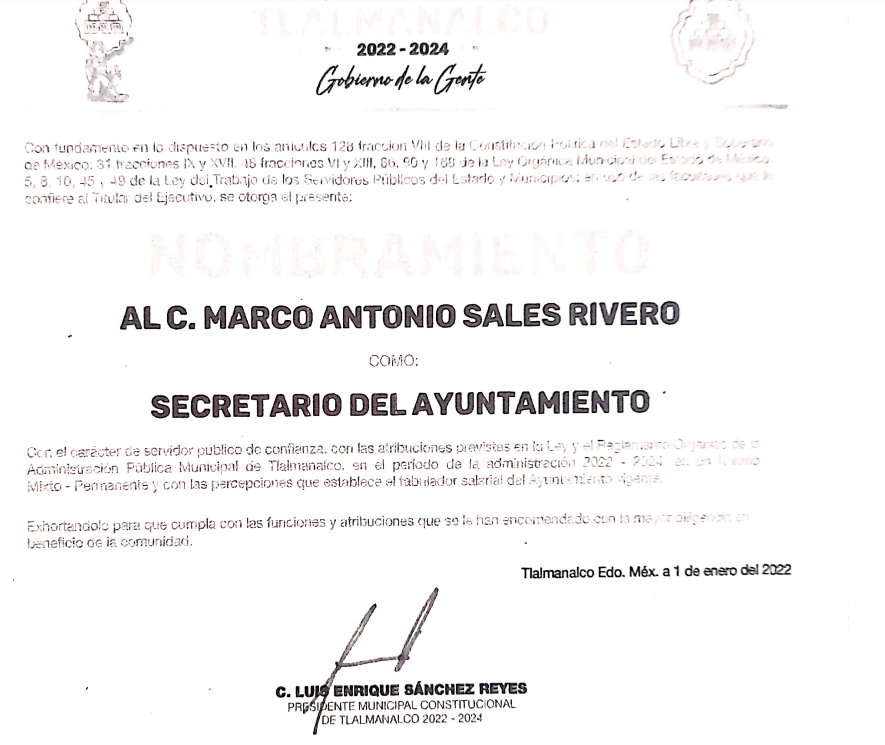 TLALMANALCO
2022 - 2024
Gobierno de la Gente
Con fundamento en lo dispuesto en los artículos 128 fracción VIII de la Constitución Política del Estado Libre y Soberano
de México; 31 fracciones IX y XVII, 48 fracciones VI y XIII, 86, 90 y 168 de la Ley Orgánica Municipal del Estado de México,
5, 8, 10, 45 y 49 de la Ley del Trabajo de los Servidores Públicos del Estado y Municipios; en uso de las facultades que le
confiere al Titular del Ejecutivo, se otorga el presente:
NOMBRAMIENTO
AL C. MARCO ANTONIO SALES RIVERO
COMO:
SECRETARIO DEL AYUNTAMIENTO
Con el carácter de servidor público de confianza, con las atribuciones previstas en la Ley y el Reglamento Orgánico de la
Administración Pública Municipal de Tlalmanalco, en el periodo de la administración 2022 - 2024 en un Horario
Mixto - Permanente y con las percepciones que establece el tabulador salarial del Ayuntamiento vigente.
Exhortandolo para que cumpla con las funciones y atribuciones que se le han encomendado con la mayor diligencia en
beneficio de la comunidad.
Tlalmanalco Edo. Méx. a 1 de enero del 2022
C. LUIS ENRIQUE SÁNCHEZ REYES
PRESIDENTE MUNICIPAL CONSTITUCIONAL
DE TLALMANALCO 2022 - 2024